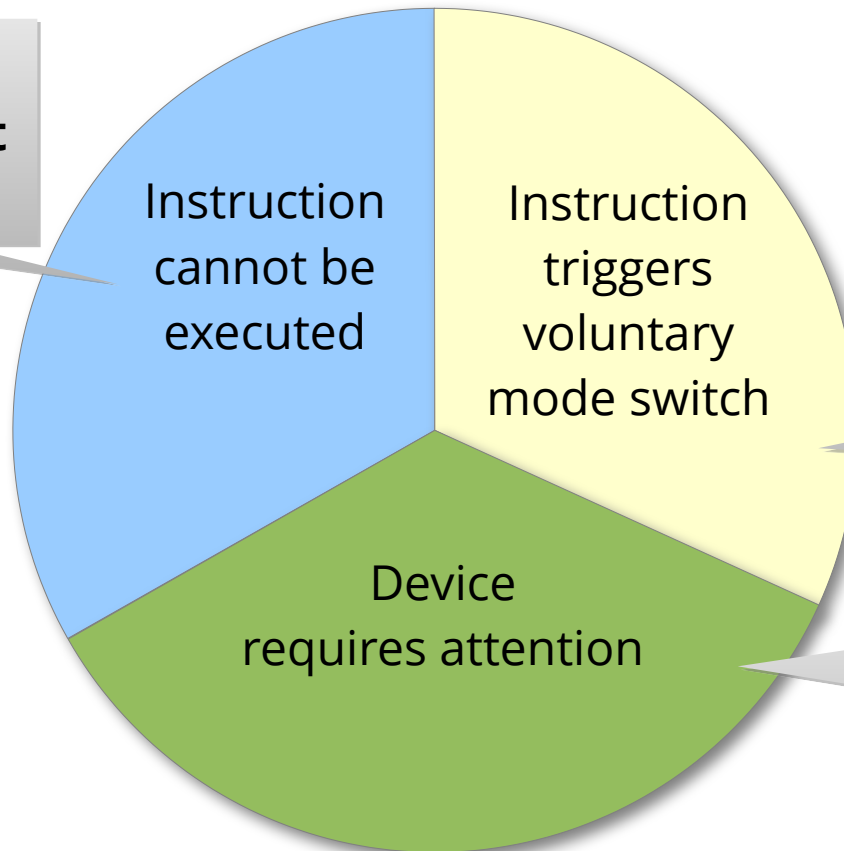 Instruction
cannot be
executed
Instruction
triggers
voluntary
mode switch
Device
requires attention